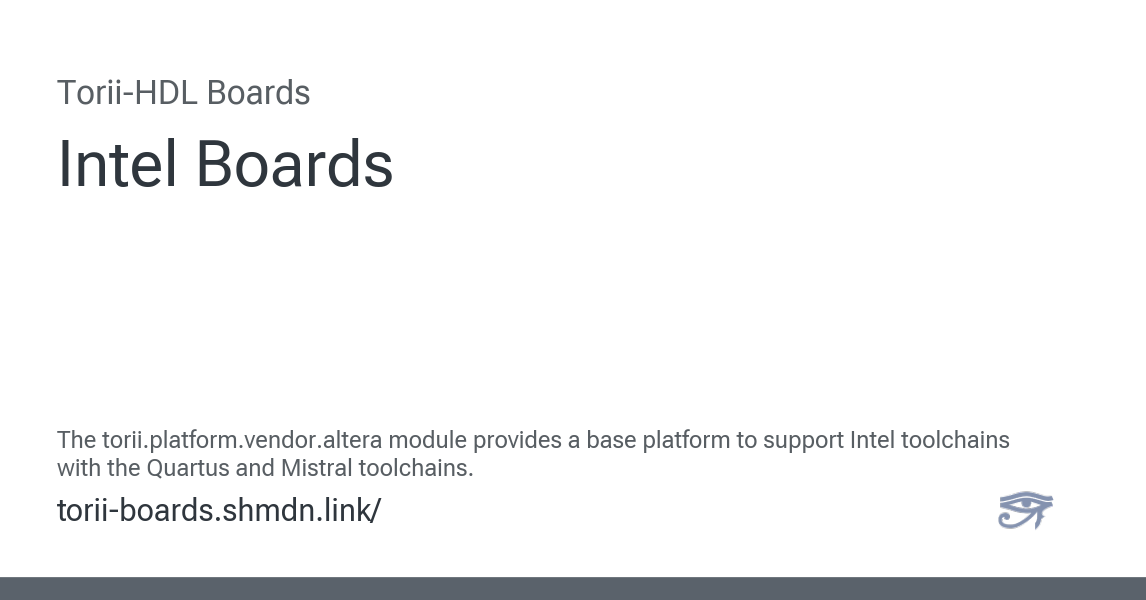 Torii-HDL Boards
Intel Boards
The torii.platform.vendor.altera module provides a base platform to support Intel toolchains
with the Quartus and Mistral toolchains.
torii-boards.shmdn.link/